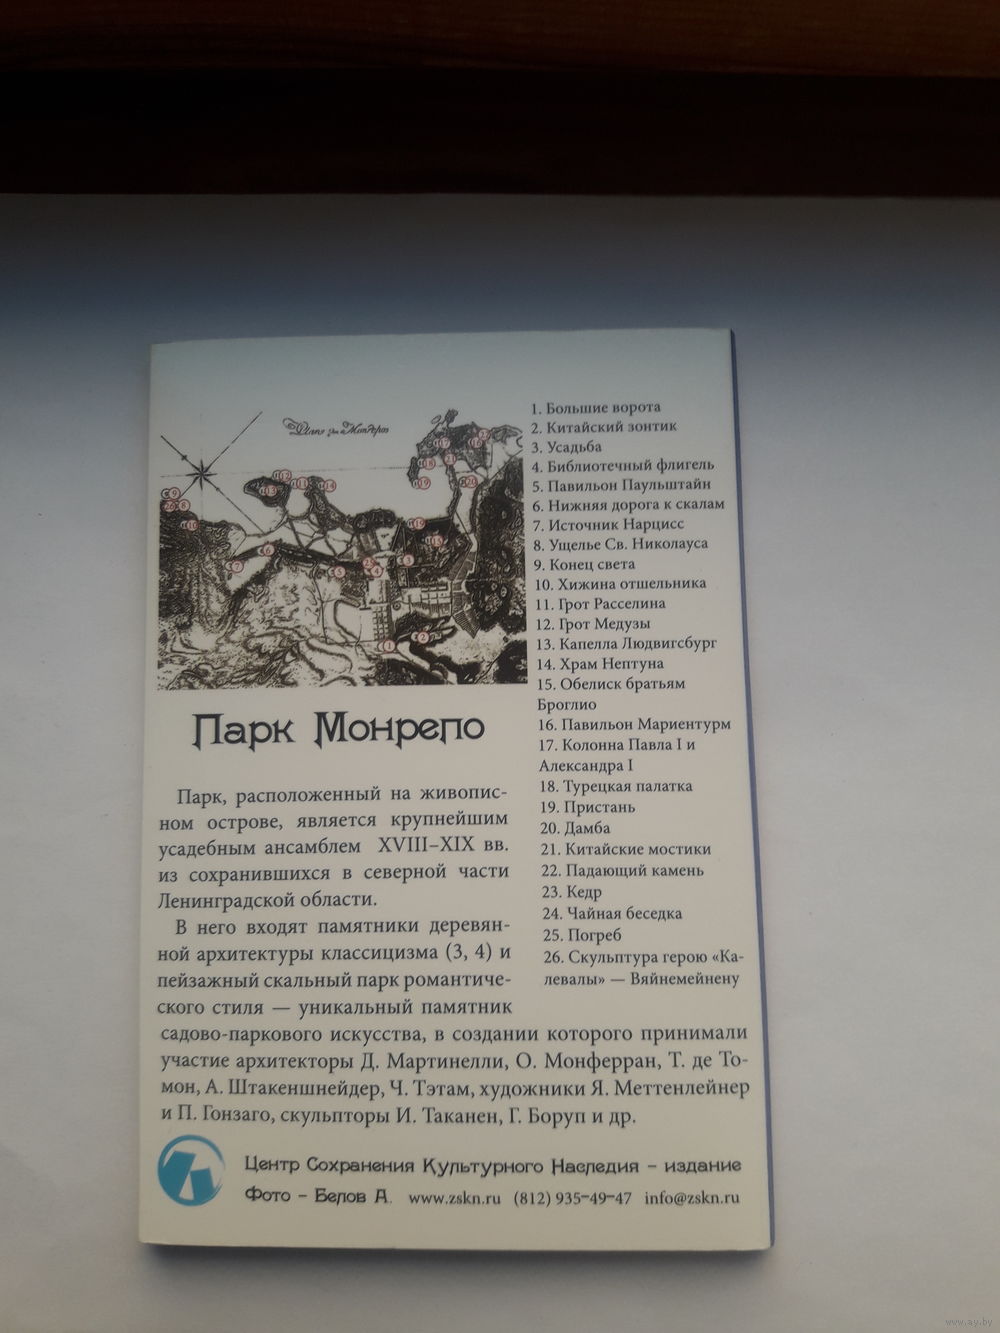 1. Большие ворота
2. Китайский зонтик
3. Усадьба
4. Библиотечный флигель
5. Павильон Паульштайн
6. Нижняя дорога к скалам
7. Источник Нарцисс
8. Ущелье Св. Николауса
9. Конец света
10. Хижина отшельника
11. Грот Расселина
12. Грот Медузы
13. Капелла Людвигсбург
14. Храм Нептуна
15. Обелиск братьям
Броглио
16. Павильон Мариентурм
17. Колонна Павла I и
Александра I
18. Турецкая палатка
19. Пристань
20. Дамба
21. Китайские мостики
22. Падающий камень
23. Кедр
24. Чайная беседка
25. Погреб
26. Скульптура герою «Ка-
левалы» — Вяйнемейнену
Парк Монрепо
Парк, расположенный на живопис-
ном острове, является крупнейшим
усадебным ансамблем XVIII–XIX вв.
из сохранившихся в северной части
Ленинградской области.
В него входят памятники деревян-
ной архитектуры классицизма (3, 4) и
пейзажный скальный парк романтиче-
ского стиля — уникальный памятник
садово-паркового искусства, в создании которого принимали
участие архитекторы Д. Мартинелли, О. Монферран, Т. де То-
мон, А. Штакеншнейдер, Ч. Тэтам, художники Я. Меттенлейнер
и П. Гонзаго, скульпторы И. Таканен, Г. Боруп и др.
Центр Сохранения Культурного Наследия – издание
Фото – Белов А. www.zskn.ru (812) 935-49-47 info@zskn.ru
www.ay.by